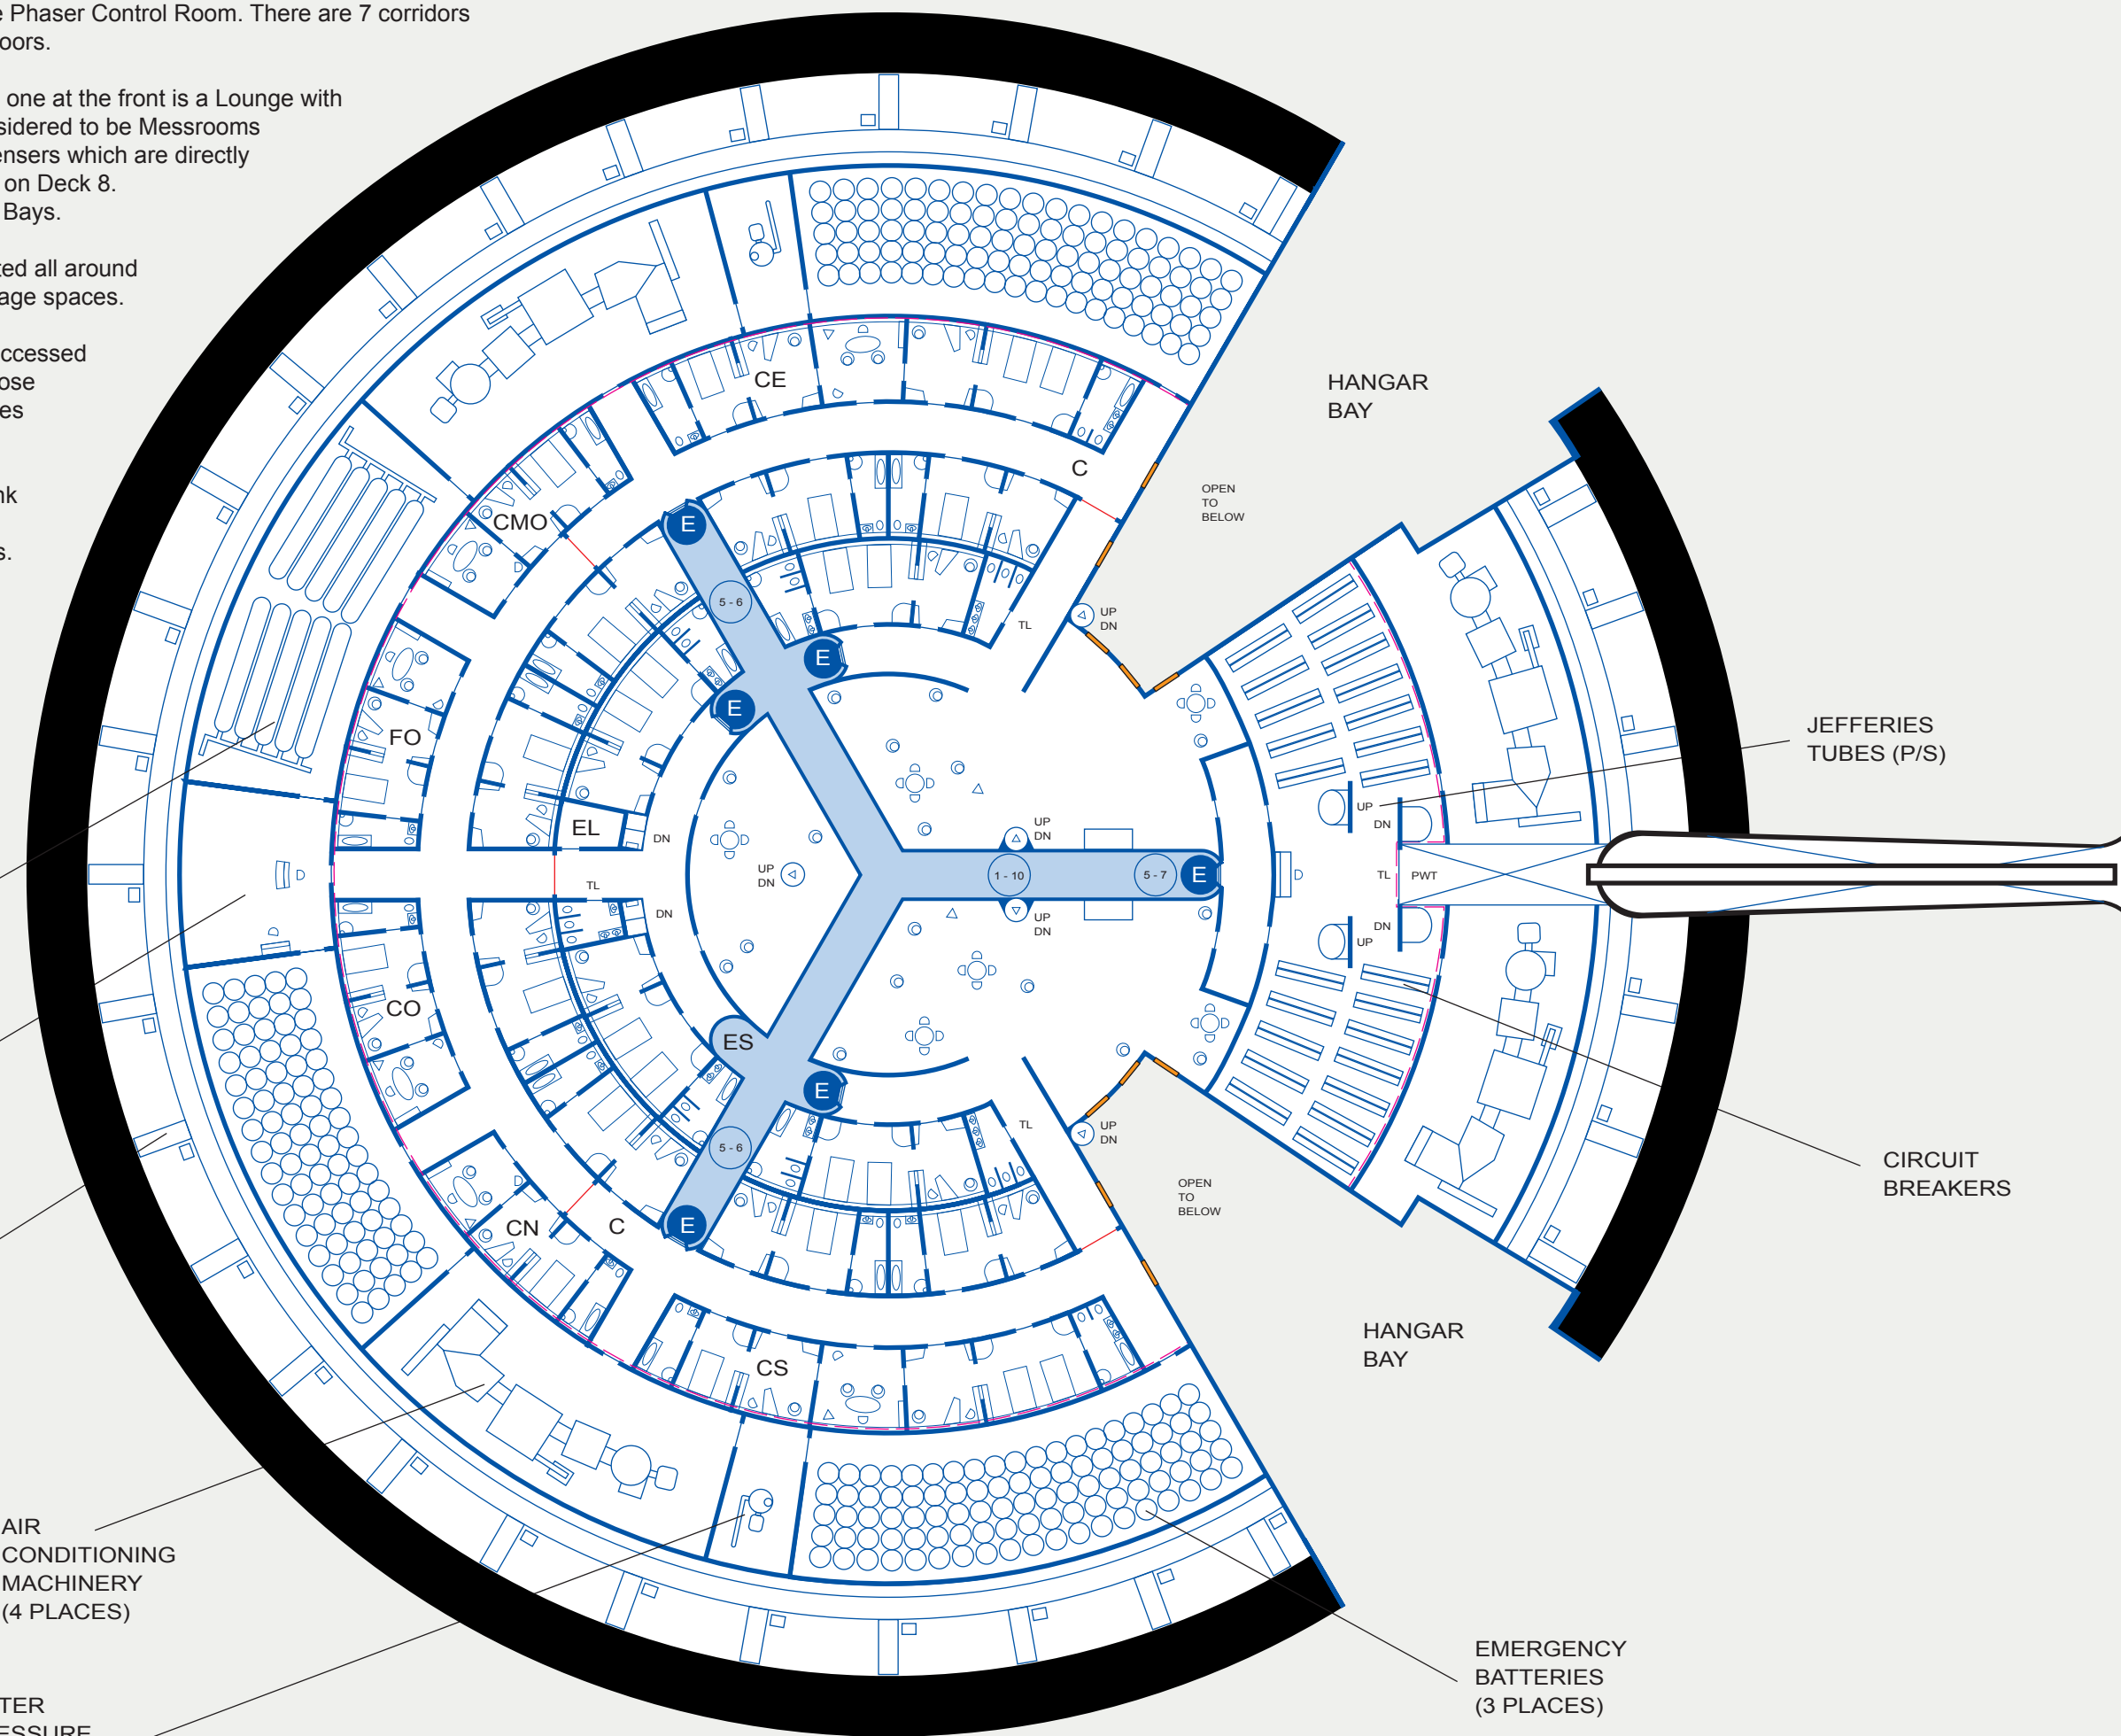 e Phaser Control Room. There are 7 corridors
oors.
one at the front is a Lounge with
sidered to be Messrooms
ensers which are directly
on Deck 8.
Bays.
ted all around
age spaces.
ccessed
ose
es
nk
s.
HANGAR
BAY
CE
C
OPEN
TO
BELOW
CMO
E
5 - 6
UP
DN
TL
E
E
FO
JEFFERIES
TUBES (P/S)
UP
DN
EL
DN
UP
DN
UP
DN
1 - 10
5 - 7
E
TL
PWT
TL
DN
UP
DN
DN
UP
CO
ES
E
5 - 6
TL
UP
DN
CIRCUIT
BREAKERS
OPEN
TO
BELOW
CN
C
E
HANGAR
BAY
CS
AIR
CONDITIONING
MACHINERY
(4 PLACES)
EMERGENCY
BATTERIES
(3 PLACES)
TER
ESSURE